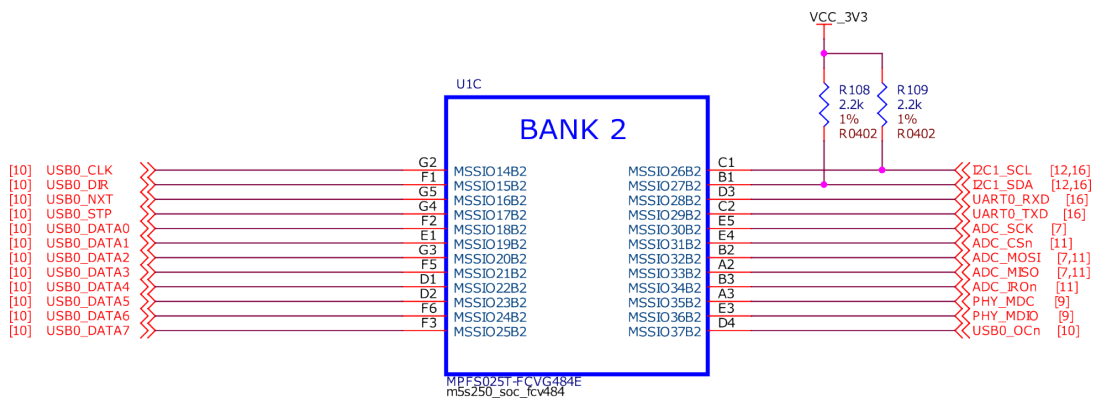 VCC_3V3
U1C
R108
2.2k
1%
R0402
R109
2.2k
1%
R0402
BANK 2
[10] USB0_CLK G2 MSSIO14B2 MSSIO26B2 C1 I2C1_SCL [12,16]
[10] USB0_DIR F1 MSSIO15B2 MSSIO27B2 B1 I2C1_SDA [12,16]
[10] USB0_NXT G5 MSSIO16B2 MSSIO28B2 D3 UART0_RXD [16]
[10] USB0_STP G4 MSSIO17B2 MSSIO29B2 C2 UART0_TXD [16]
[10] USB0_DATA0 F2 MSSIO18B2 MSSIO30B2 E5 ADC_SCK [7]
[10] USB0_DATA1 E1 MSSIO19B2 MSSIO31B2 E4 ADC_CSn [11]
[10] USB0_DATA2 G3 MSSIO20B2 MSSIO32B2 B2 ADC_MOSI [7,11]
[10] USB0_DATA3 F5 MSSIO21B2 MSSIO33B2 A2 ADC_MISO [7,11]
[10] USB0_DATA4 D1 MSSIO22B2 MSSIO34B2 B3 ADC_IRQn [11]
[10] USB0_DATA5 D2 MSSIO23B2 MSSIO35B2 A3 PHY_MDC [9]
[10] USB0_DATA6 F6 MSSIO24B2 MSSIO36B2 E3 PHY_MDIO [9]
[10] USB0_DATA7 F3 MSSIO25B2 MSSIO37B2 D4 USB0_OCn [10]
MPFS025T-FCVG484E
m5s250_soc_fcv484